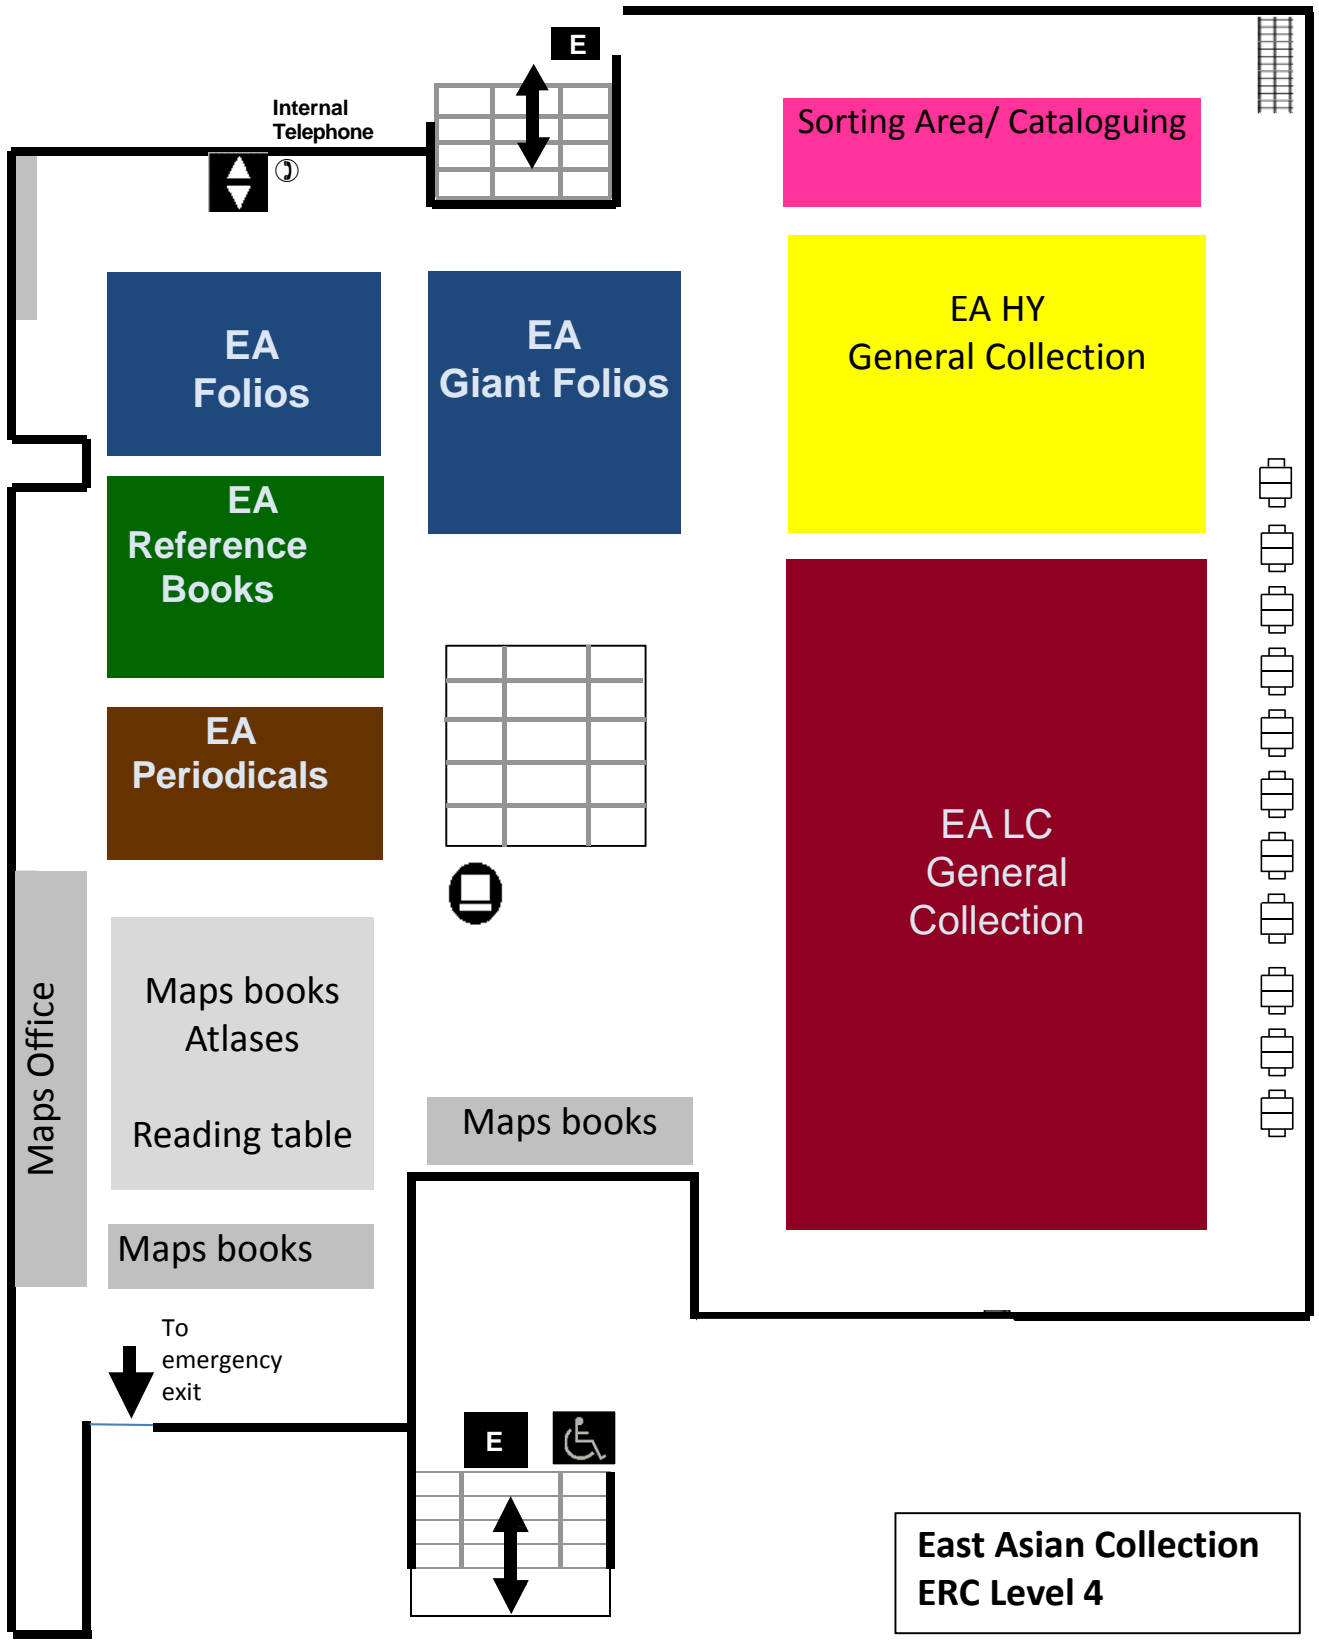 E
Internal
Telephone
Sorting Area/ Cataloguing
EA
Folios
EA
Giant Folios
EA HY
General Collection
EA
Reference
Books
EA
Periodicals
EA LC
General
Collection
Maps Office
Maps books
Atlases
Reading table
Maps books
Maps books
To
emergency
exit
E
East Asian Collection
ERC Level 4